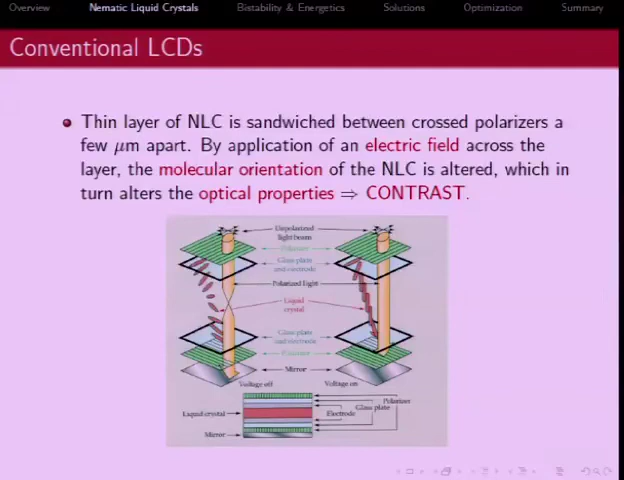 Overview Nematic Liquid Crystals Bistability & Energetics Solutions Optimization Summary
Conventional LCDs
Thin layer of NLC is sandwiched between crossed polarizers a
few μm apart. By application of an electric field across the
layer, the molecular orientation of the NLC is altered, which in
turn alters the optical properties ⇒ CONTRAST.
Unpolarized
light beam
Polarizer
Glass plate
and electrode
Polarized Light
Liquid
crystal
Glass plate
and electrode
Polarizer
Mirror
Voltage off Voltage on
Polarizer
Glass plate
Liquid crystal Electrode
Mirror